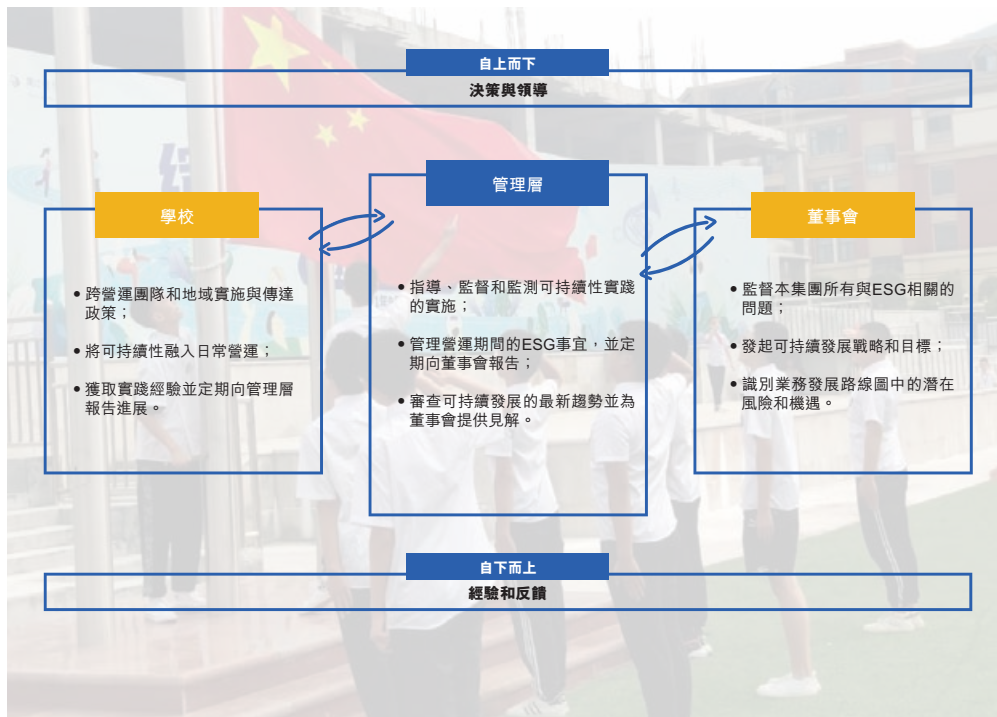 自上而下
決策與領導
學校
• 跨營運團隊和地域實施與傳達
政策；
• 將可持續性融入日常營運；
• 獲取實踐經驗並定期向管理層
報告進展。
管理層
• 指導、監督和監測可持續性實踐
的實施；
• 管理營運期間的ESG事宜，並定
期向董事會報告；
• 審查可持續發展的最新趨勢並為
董事會提供見解。
董事會
• 監督本集團所有與ESG相關的
問題；
• 發起可持續發展戰略和目標；
• 識別業務發展路線圖中的潛在
風險和機遇。
自下而上
經驗和反饋